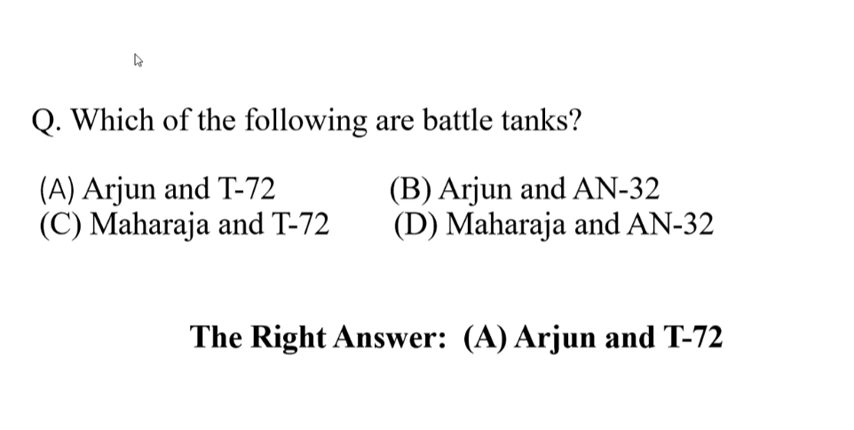 Q. Which of the following are battle tanks?
(A) Arjun and T-72 (B) Arjun and AN-32
(C) Maharaja and T-72 (D) Maharaja and AN-32
The Right Answer: (A) Arjun and T-72